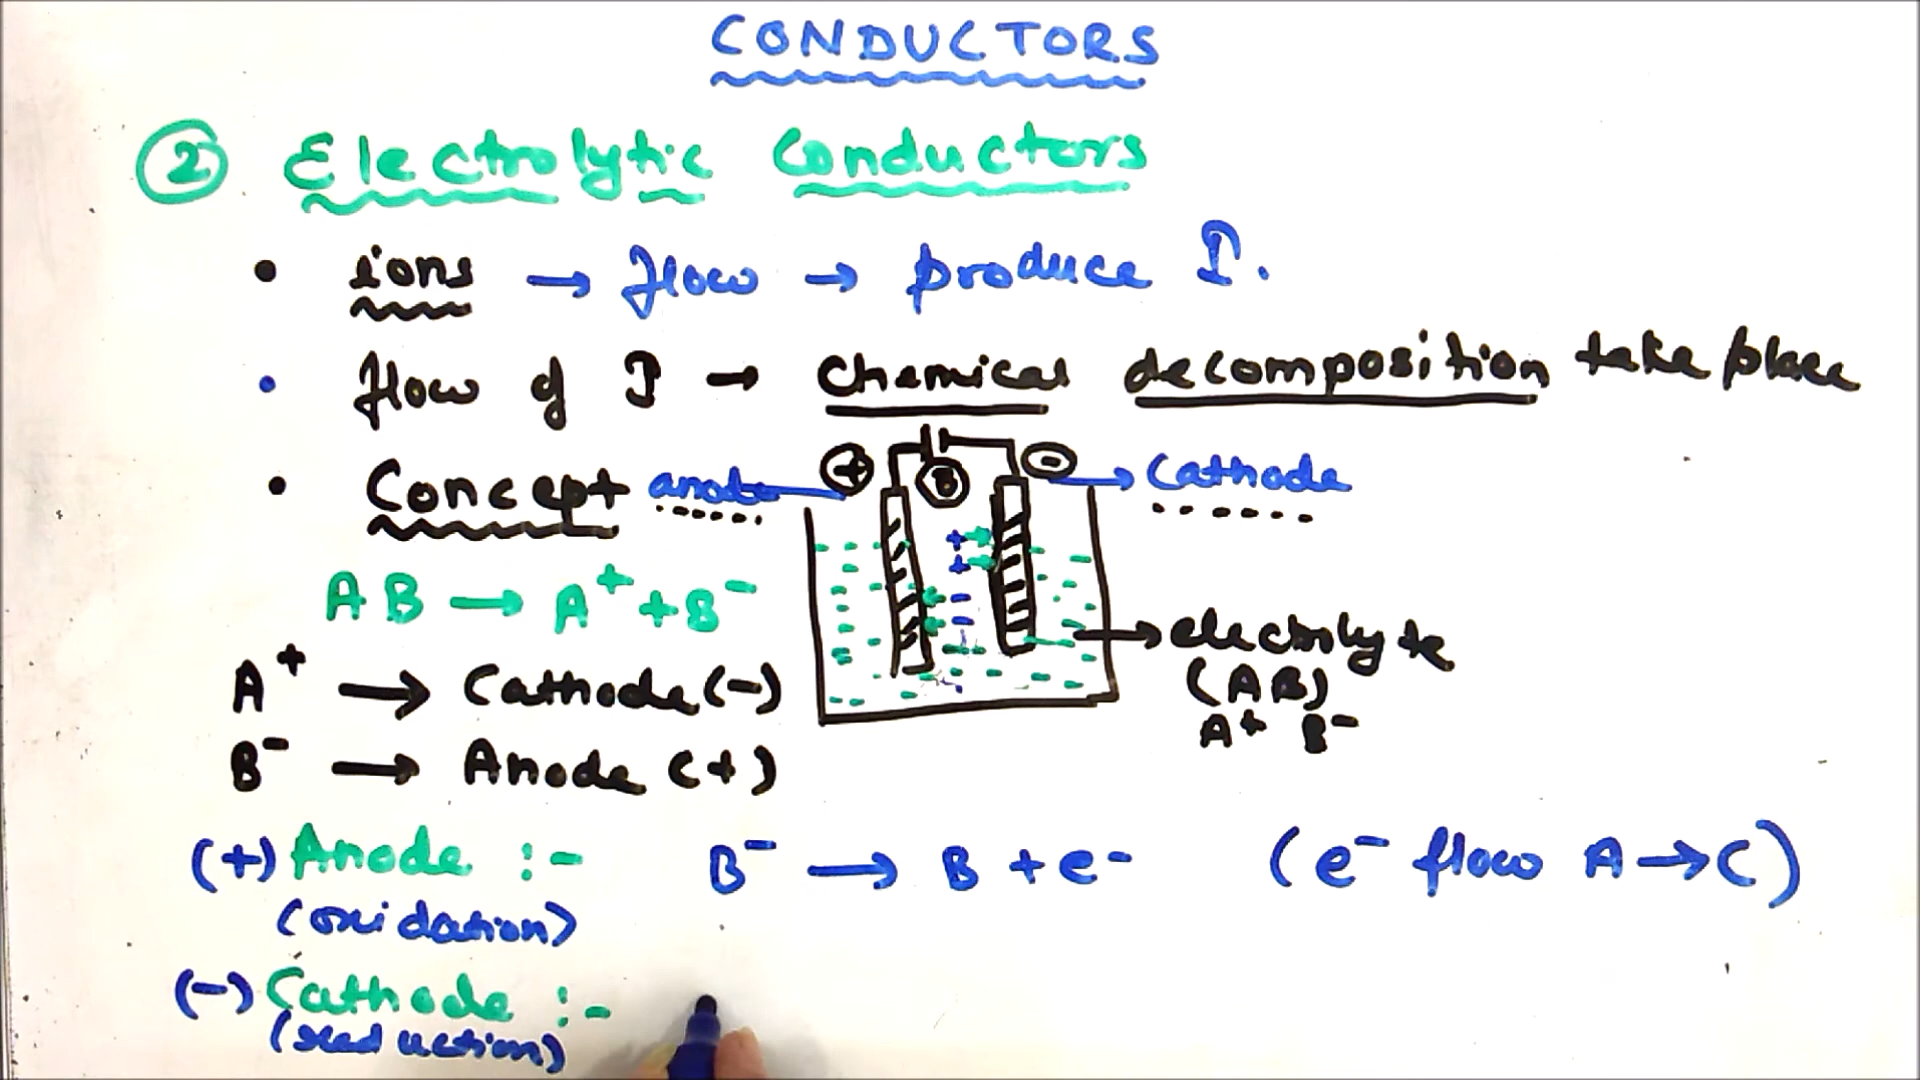 CONDUCTORS
2 Electrolytic Conductors
• ions → flow → produce I.
• flow of I → Chemical decomposition take place
• Concept
anode + B - → Cathode
AB → A⁺ + B⁻
+
+
-
-
→ electrolyte
(AB)
A⁺ B⁻
A⁺ → Cathode (-)
B⁻ → Anode (+)
(+) Anode :- B⁻ → B + e⁻ (e⁻ flow A → C)
(oxidation)
(-) Cathode :-
(reduction)